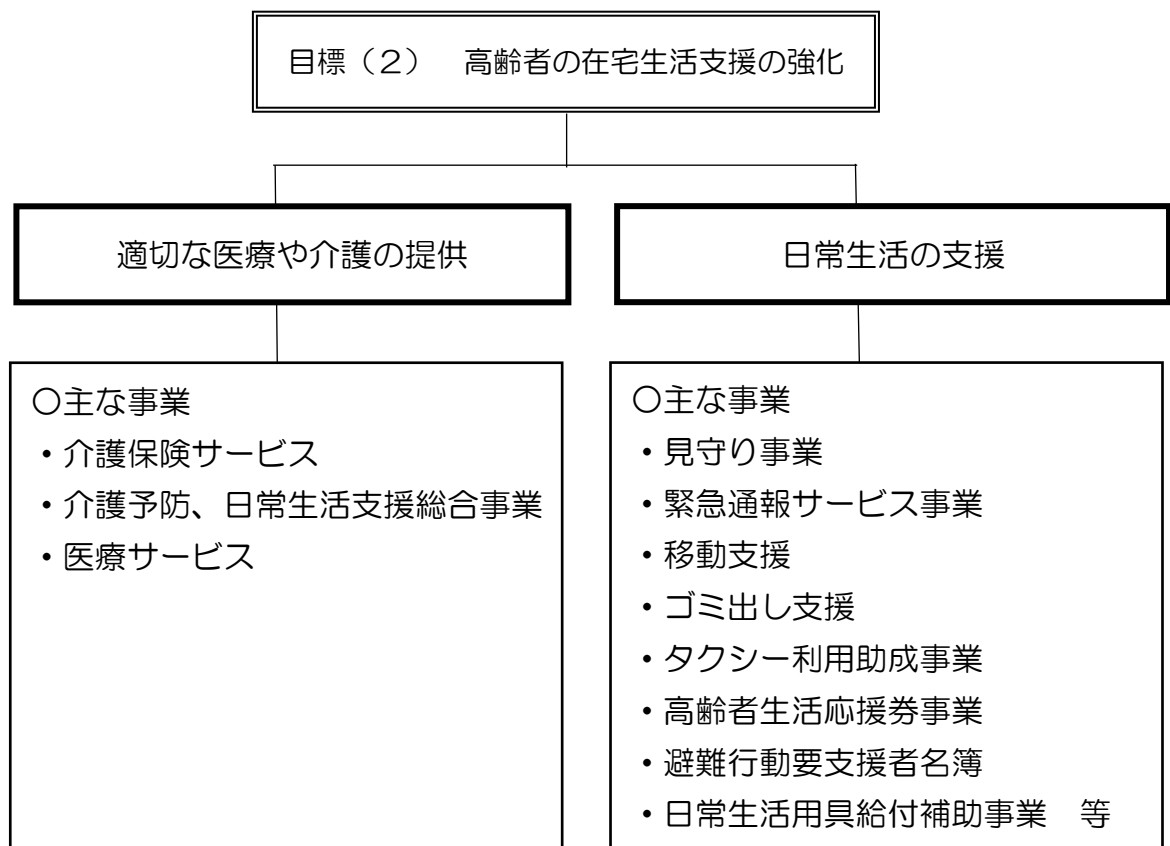 目標（２）　高齢者の在宅生活支援の強化
適切な医療や介護の提供
○主な事業
・介護保険サービス
・介護予防、日常生活支援総合事業
・医療サービス
日常生活の支援
○主な事業
・見守り事業
・緊急通報サービス事業
・移動支援
・ゴミ出し支援
・タクシー利用助成事業
・高齢者生活応援券事業
・避難行動要支援者名簿
・日常生活用具給付補助事業　等